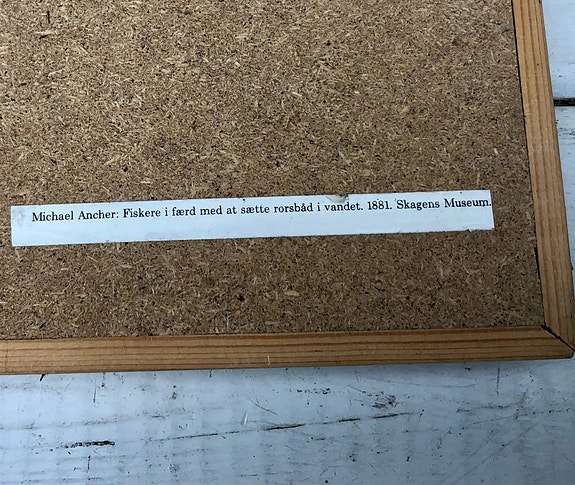 Michael Ancher: Fiskere i færd med at sætte rorsbåd i vandet. 1881. Skagens Museum.